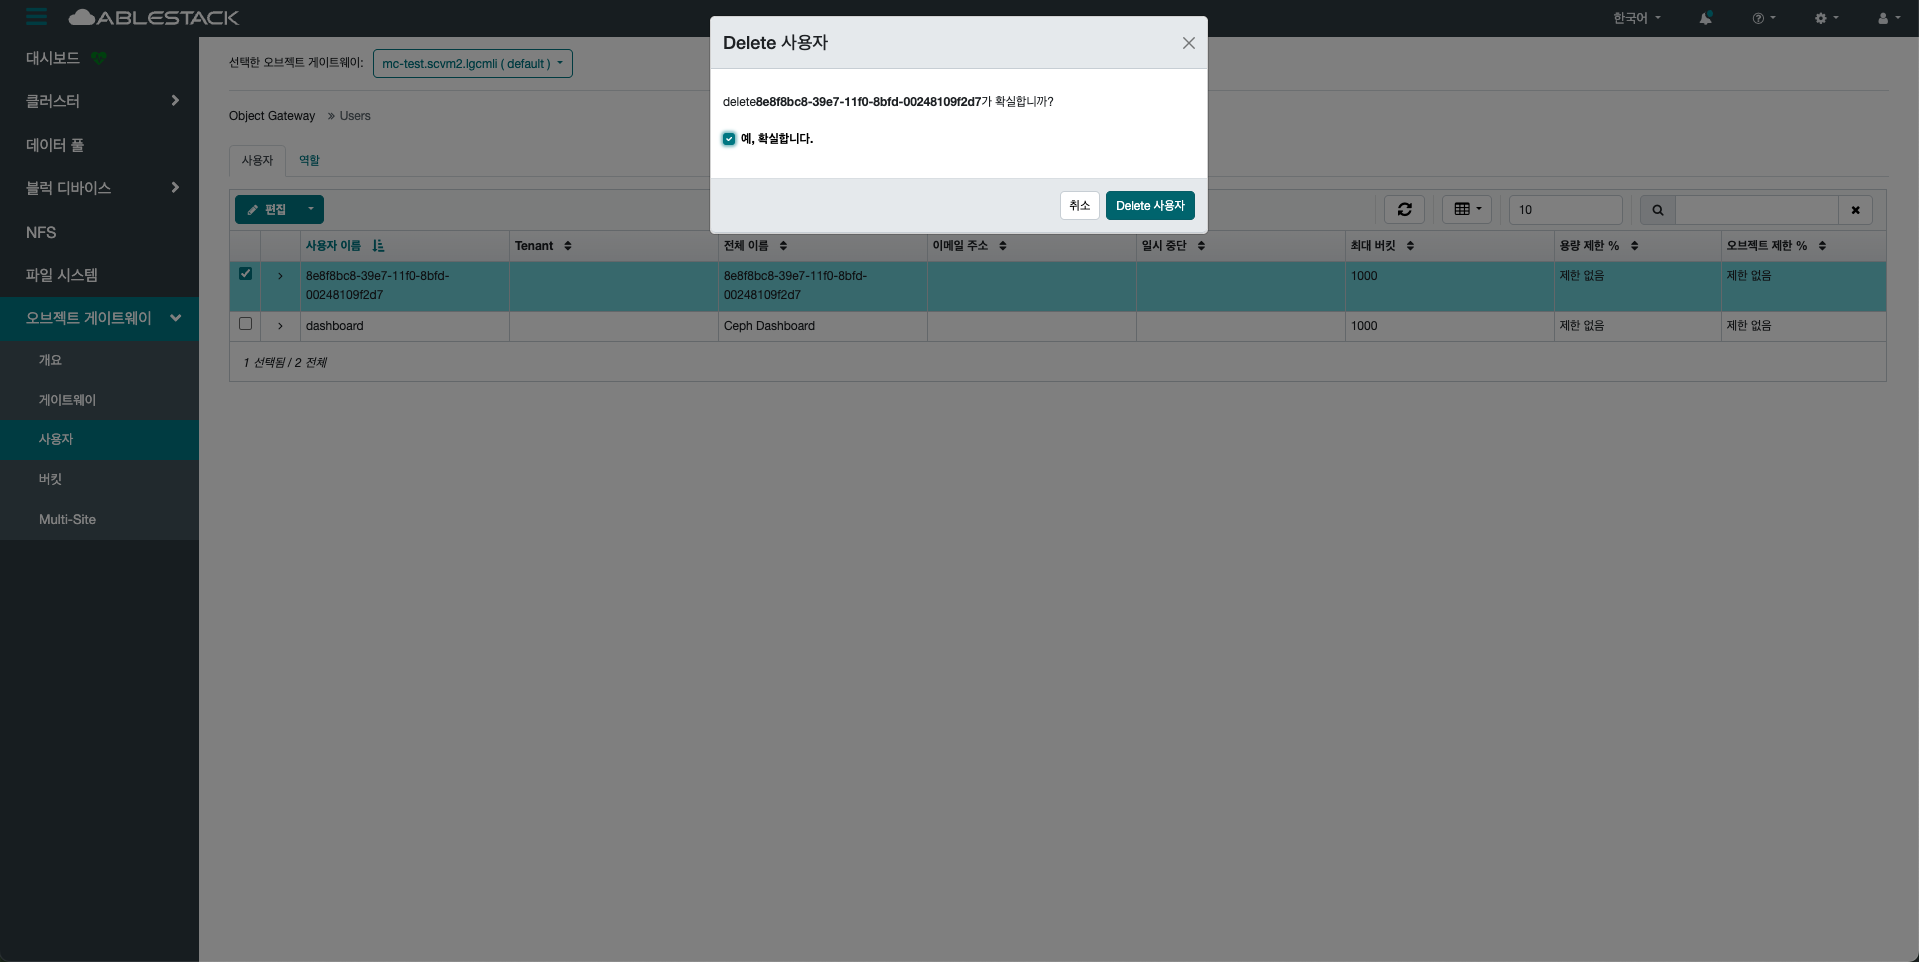 ABLESTACK
한국어
대시보드
클러스터
데이터 풀
블럭 디바이스
NFS
파일 시스템
오브젝트 게이트웨이
개요
게이트웨이
사용자
버킷
Multi-Site
선택한 오브젝트 게이트웨이: mc-test.scvm2.lgcmli ( default )
Object Gateway » Users
사용자 역할
편집
10
사용자 이름 Tenant 전체 이름 이메일 주소 일시 중단 최대 버킷 용량 제한 % 오브젝트 제한 %
8e8f8bc8-39e7-11f0-8bfd-00248109f2d7 8e8f8bc8-39e7-11f0-8bfd-00248109f2d7 1000 제한 없음 제한 없음
dashboard Ceph Dashboard 1000 제한 없음 제한 없음
1 선택됨 / 2 전체
Delete 사용자
delete8e8f8bc8-39e7-11f0-8bfd-00248109f2d7가 확실합니까?
예, 확실합니다.
취소 Delete 사용자